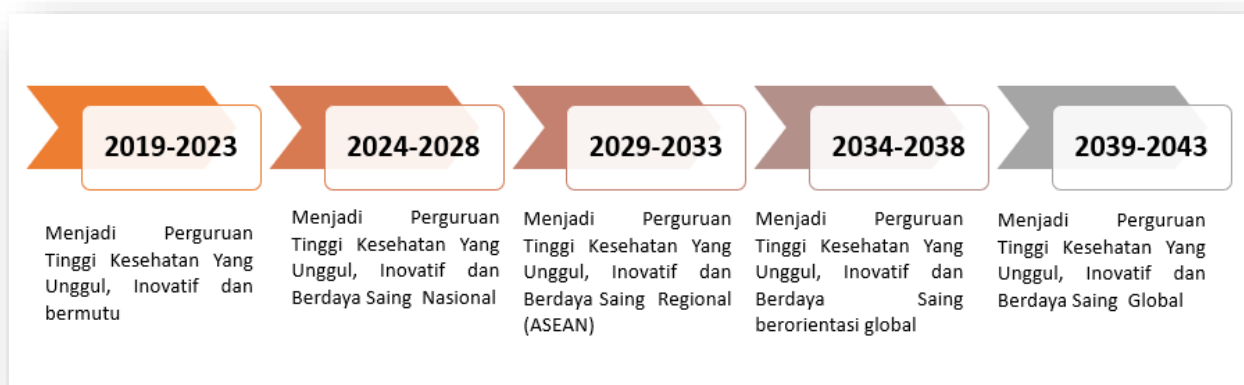 2019-2023
Menjadi Perguruan
Tinggi Kesehatan Yang
Unggul, Inovatif dan
bermutu
2024-2028
Menjadi Perguruan
Tinggi Kesehatan Yang
Unggul, Inovatif dan
Berdaya Saing Nasional
2029-2033
Menjadi Perguruan
Tinggi Kesehatan Yang
Unggul, Inovatif dan
Berdaya Saing Regional
(ASEAN)
2034-2038
Menjadi Perguruan
Tinggi Kesehatan Yang
Unggul, Inovatif dan
Berdaya Saing
berorientasi global
2039-2043
Menjadi Perguruan
Tinggi Kesehatan Yang
Unggul, Inovatif dan
Berdaya Saing Global